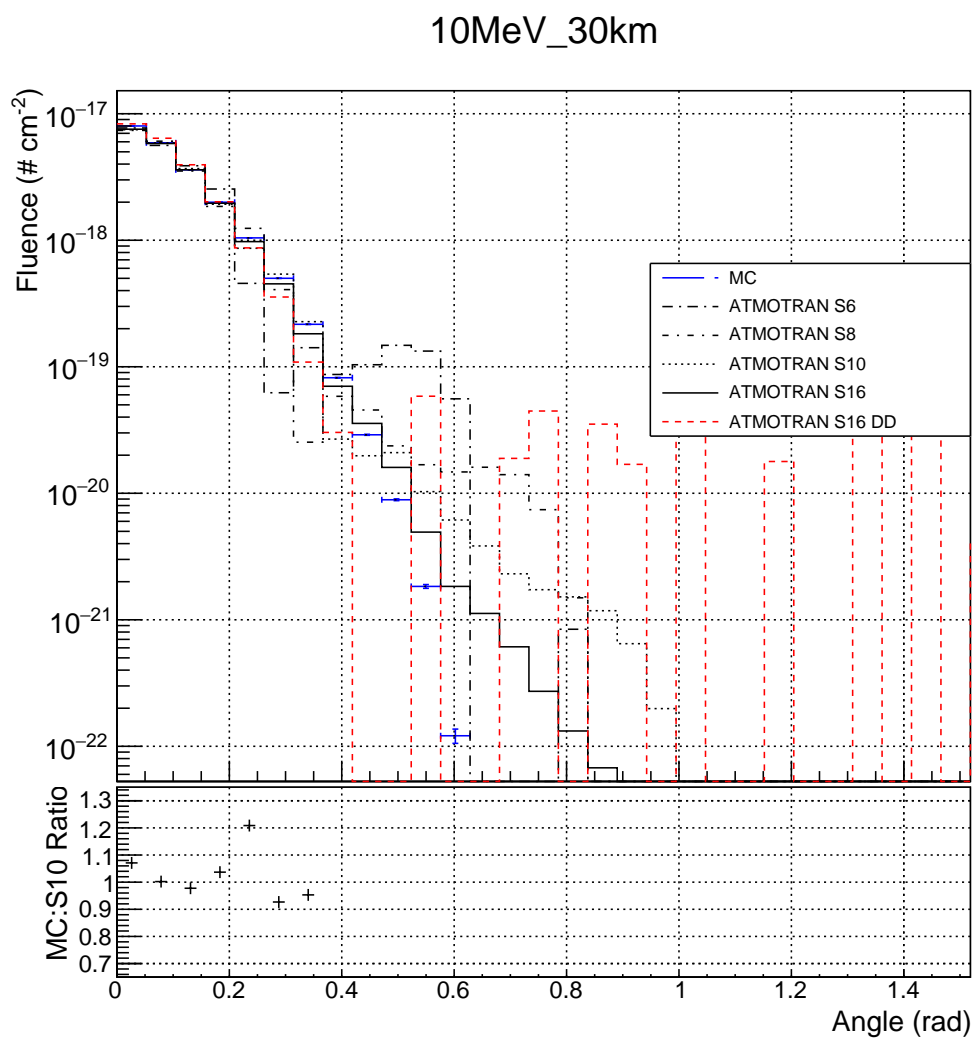 10MeV_30km
Fluence (# cm⁻²)
10⁻¹⁷
10⁻¹⁸
10⁻¹⁹
10⁻²⁰
10⁻²¹
10⁻²²
MC
ATMOTRAN S6
ATMOTRAN S8
ATMOTRAN S10
ATMOTRAN S16
ATMOTRAN S16 DD
MC:S10 Ratio
1.3
1.2
1.1
1
0.9
0.8
0.7
0 0.2 0.4 0.6 0.8 1 1.2 1.4
Angle (rad)